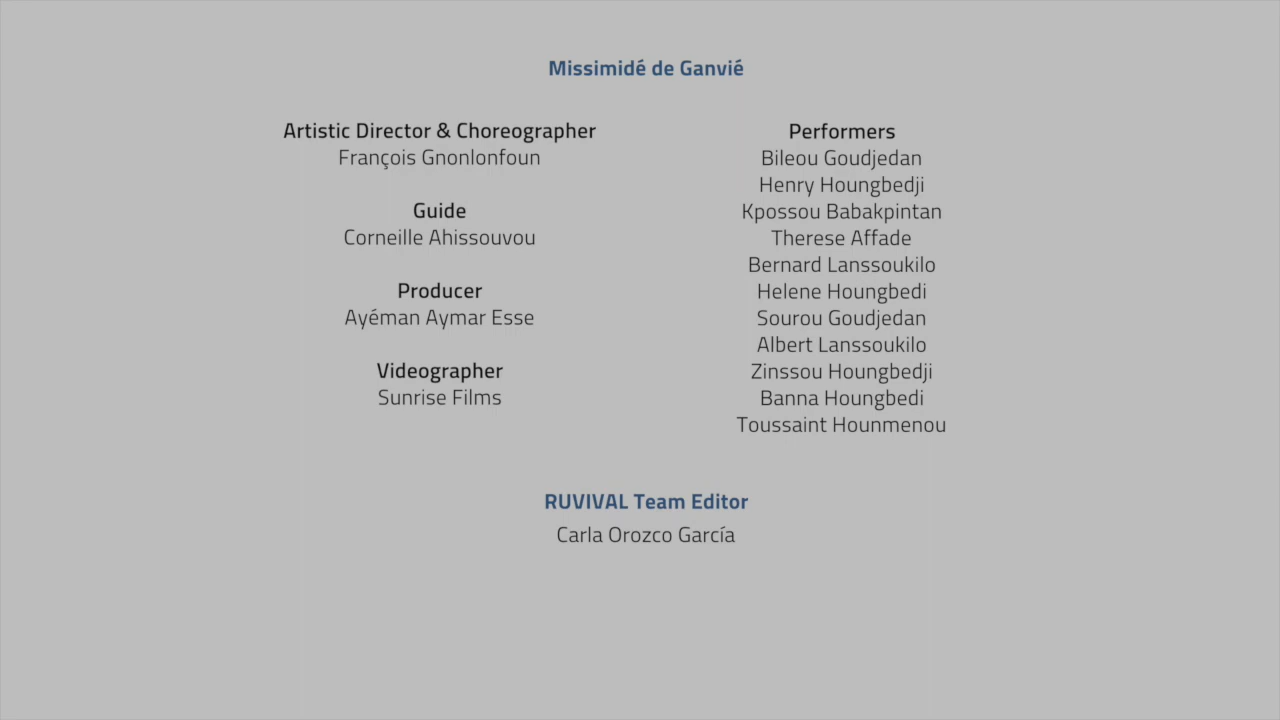 Missimidé de Ganvié
Artistic Director & Choreographer
François Gnonlonfoun
Guide
Corneille Ahissouvou
Producer
Ayéman Aymar Esse
Videographer
Sunrise Films
Performers
Bileou Goudjedan
Henry Houngbedji
Kpossou Babakpintan
Therese Affade
Bernard Lanssoukilo
Helene Houngbedi
Sourou Goudjedan
Albert Lanssoukilo
Zinssou Houngbedji
Banna Houngbedi
Toussaint Hounmenou
RUVIVAL Team Editor
Carla Orozco García